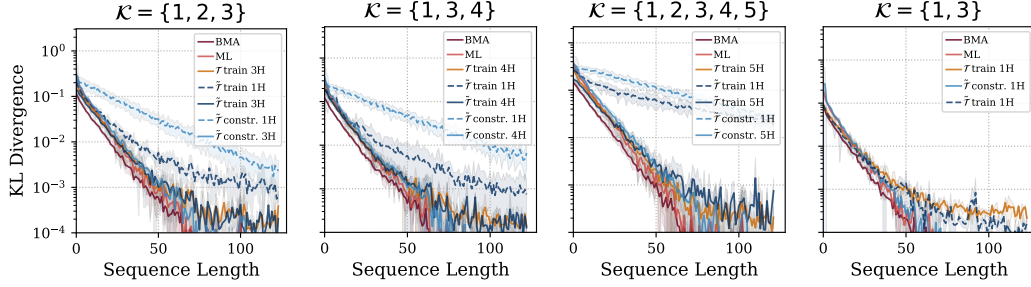 𝒦 = {1, 2, 3}
KL Divergence
10⁰
10⁻¹
10⁻²
10⁻³
10⁻⁴
BMA
ML
𝒯 train 3H
𝒯̃ train 1H
𝒯̃ train 3H
𝒯̃ constr. 1H
𝒯̃ constr. 3H
0 50 100
Sequence Length
𝒦 = {1, 3, 4}
BMA
ML
𝒯 train 4H
𝒯̃ train 1H
𝒯̃ train 4H
𝒯̃ constr. 1H
𝒯̃ constr. 4H
0 50 100
Sequence Length
𝒦 = {1, 2, 3, 4, 5}
BMA
ML
𝒯 train 5H
𝒯̃ train 1H
𝒯̃ train 5H
𝒯̃ constr. 1H
𝒯̃ constr. 5H
0 50 100
Sequence Length
𝒦 = {1, 3}
BMA
ML
𝒯 train 1H
𝒯̃ constr. 1H
𝒯̃ train 1H
0 50 100
Sequence Length